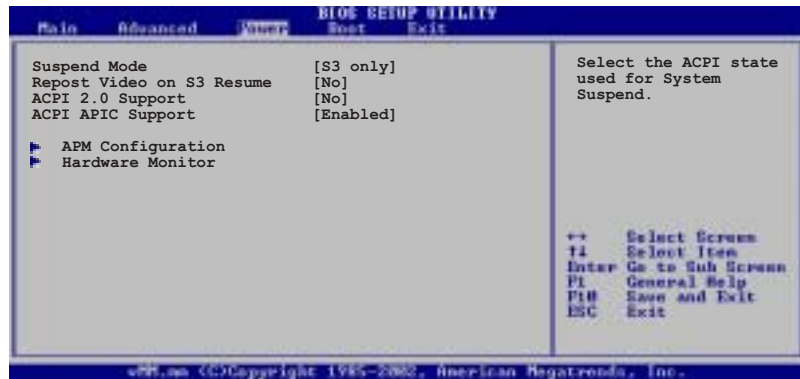 BIOS SETUP UTILITY
Main Advanced Power Boot Exit
Suspend Mode [S3 only]
Repost Video on S3 Resume [No]
ACPI 2.0 Support [No]
ACPI APIC Support [Enabled]
APM Configuration
Hardware Monitor
Select the ACPI state
used for System
Suspend.
↔ Select Screen
↑↓ Select Item
Enter Go to Sub Screen
F1 General Help
F10 Save and Exit
ESC Exit
vMM.mm (C)Copyright 1985-2002, American Megatrends, Inc.